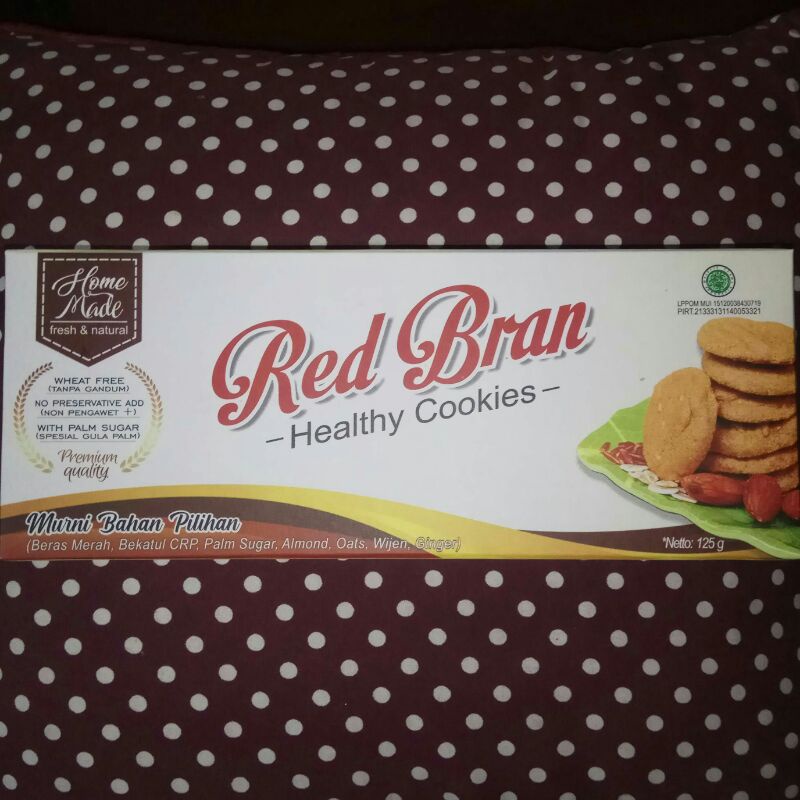 Home
Made
fresh & natural
WHEAT FREE
(TANPA GANDUM)
NO PRESERVATIVE ADD
(NON PENGAWET +)
WITH PALM SUGAR
(SPESIAL GULA PALM)
Premium
quality
Red Bran
–Healthy Cookies–
LPPOM MUI 15120038430719
PIRT.21333131140053321
Murni Bahan Pilihan
(Beras Merah, Bekatul CRP, Palm Sugar, Almond, Oats, Wijen, Ginger)
*Netto: 125 g